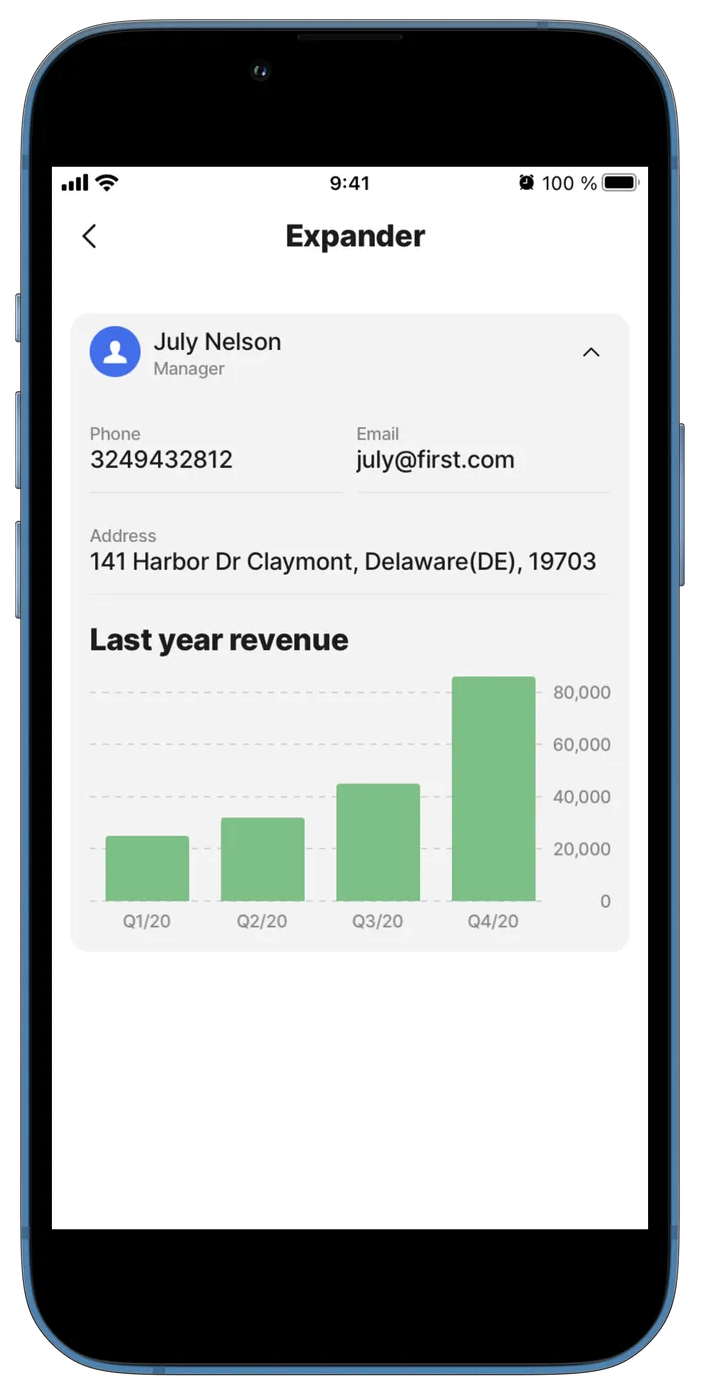 9:41
100 %
Expander
July Nelson
Manager
Phone
3249432812
Email
july@first.com
Address
141 Harbor Dr Claymont, Delaware(DE), 19703
Last year revenue
80,000
60,000
40,000
20,000
0
Q1/20 Q2/20 Q3/20 Q4/20